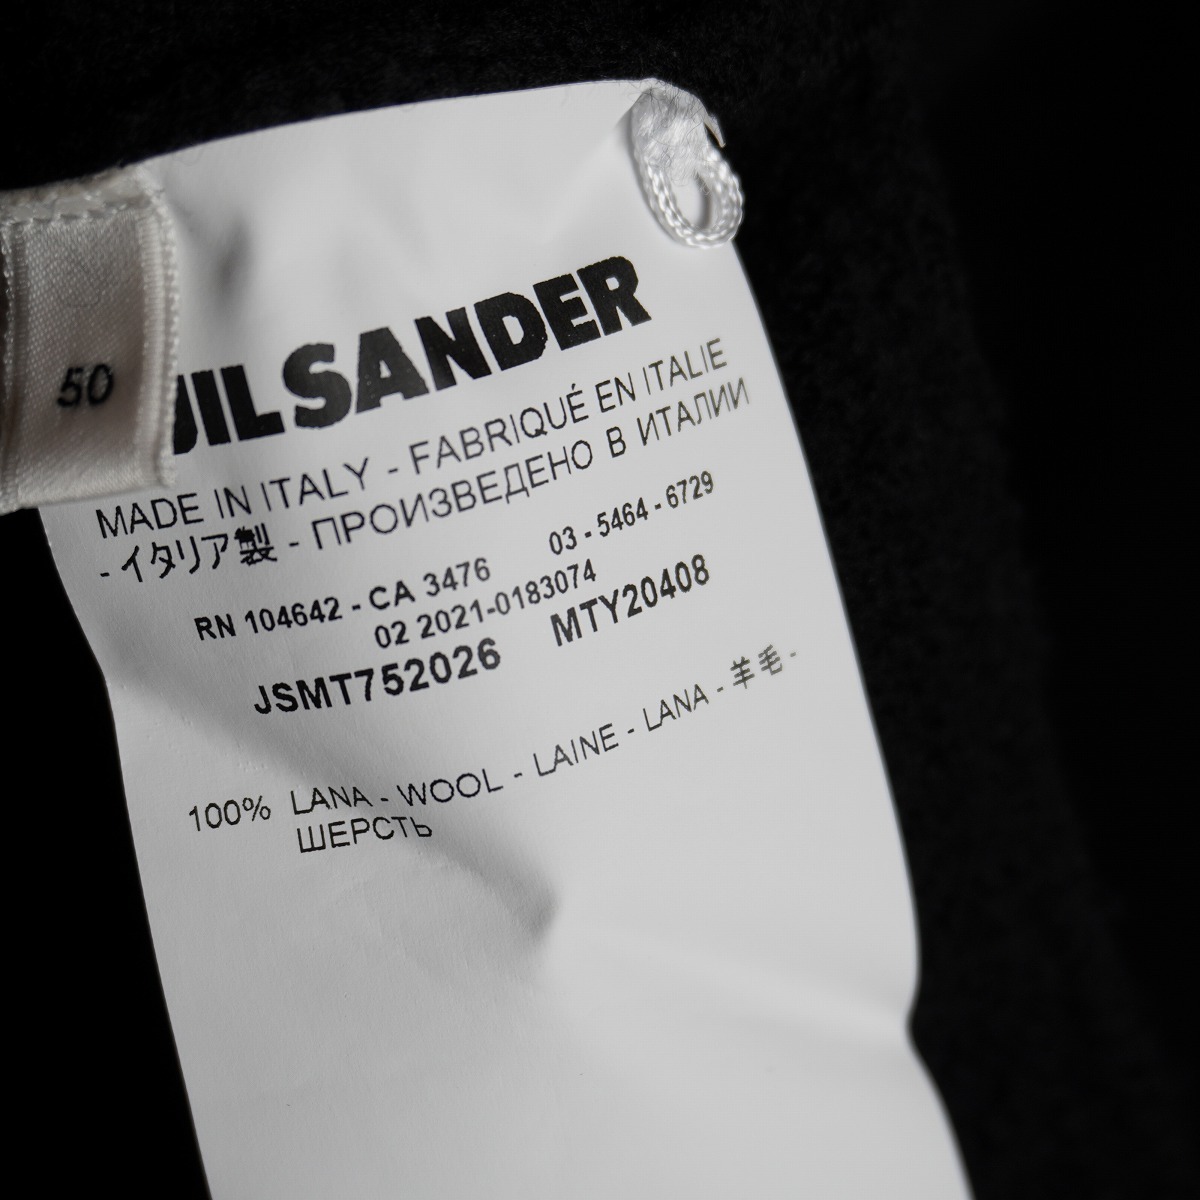 50
JIL SANDER
MADE IN ITALY - FABRIQUÉ EN ITALIE
- イタリア製 - ПРОИЗВЕДЕНО В ИТАЛИИ
RN 104642 - CA 3476 03 - 5464 - 6729
02 2021-0183074
JSMT752026 MTY20408
100% LANA - WOOL - LAINE - LANA - 羊毛 -
ШЕРСТЬ